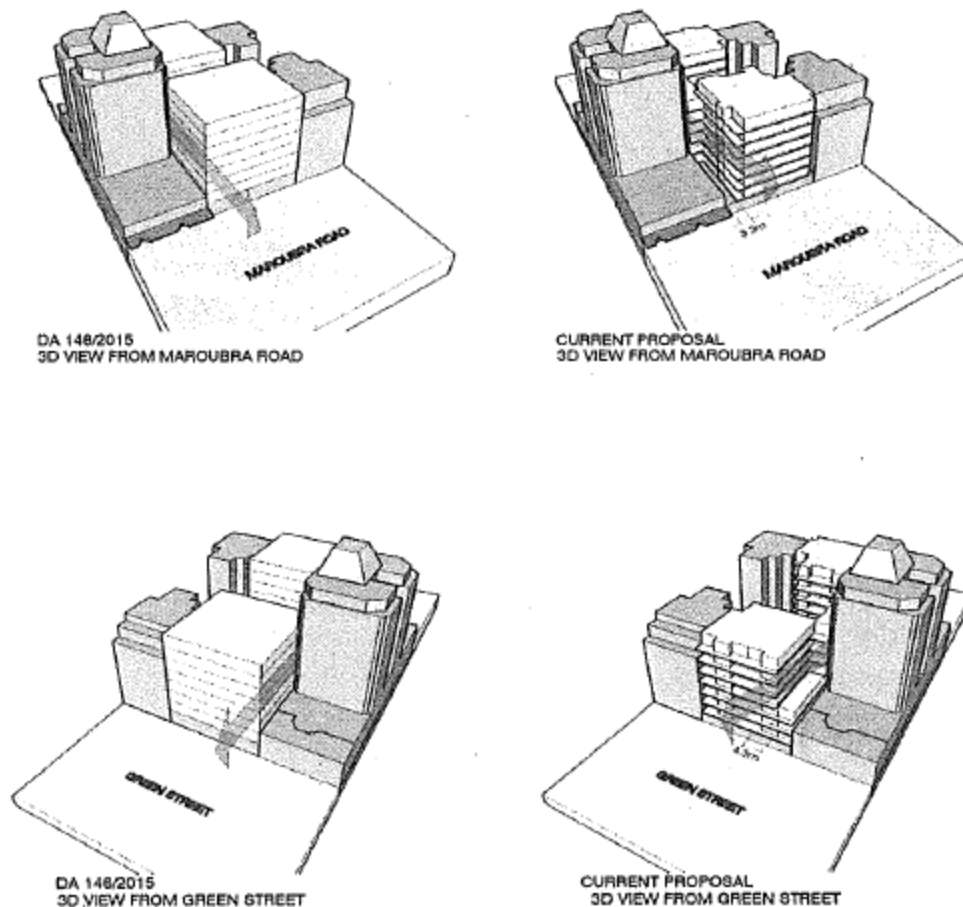 MAROUBRA ROAD
DA 146/2015
3D VIEW FROM MAROUBRA ROAD
MAROUBRA ROAD
CURRENT PROPOSAL
3D VIEW FROM MAROUBRA ROAD
GREEN STREET
DA 146/2015
3D VIEW FROM GREEN STREET
GREEN STREET
CURRENT PROPOSAL
3D VIEW FROM GREEN STREET